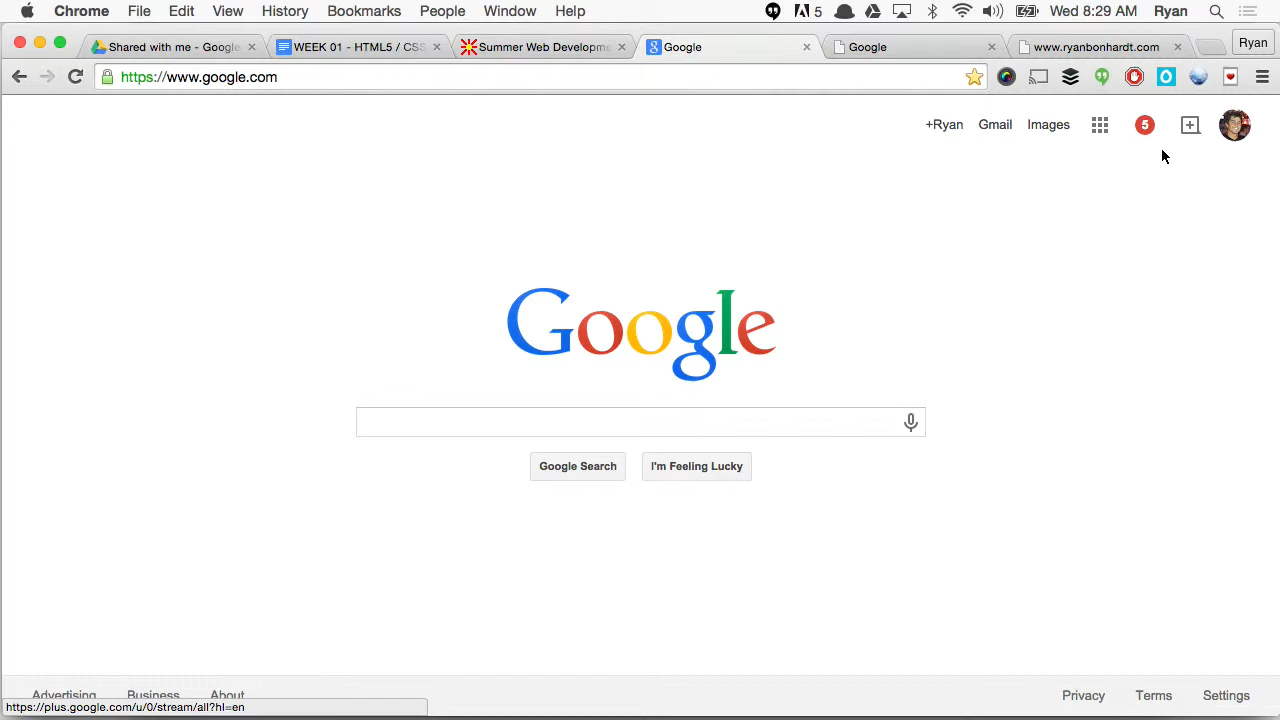 Chrome File Edit View History Bookmarks People Window Help 5 Wed 8:29 AM Ryan
Shared with me - Google WEEK 01 - HTML5 / CSS Summer Web Developme Google Google www.ryanbonhardt.com Ryan
https://www.google.com
+Ryan Gmail Images 5
Google
Google Search I'm Feeling Lucky
Advertising Business About Privacy Terms Settings
https://plus.google.com/u/0/stream/all?hl=en